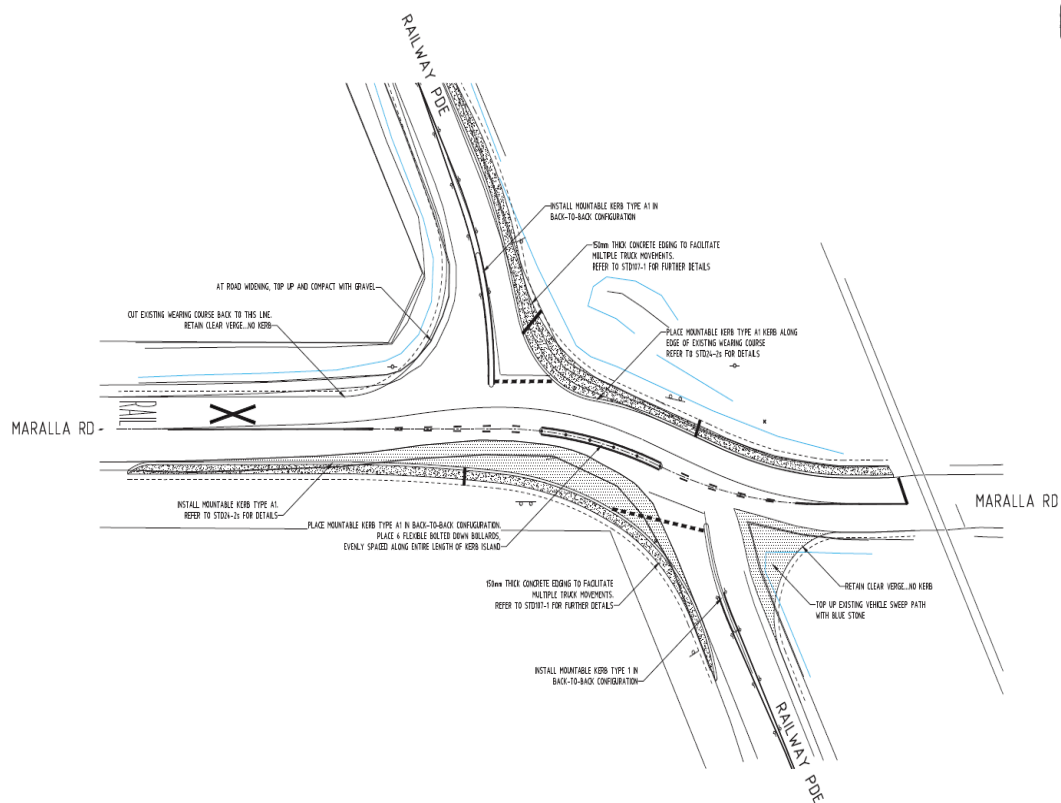 RAILWAY PDE
INSTALL MOUNTABLE KERB TYPE A1 IN
BACK-TO-BACK CONFIGURATION
150mm THICK CONCRETE EDGING TO FACILITATE
MULTIPLE TRUCK MOVEMENTS.
REFER TO STD107-1 FOR FURTHER DETAILS
AT ROAD WIDENING, TOP UP AND COMPACT WITH GRAVEL
CUT EXISTING WEARING COURSE BACK TO THIS LINE.
RETAIN CLEAR VERGE...NO KERB
PLACE MOUNTABLE KERB TYPE A1 KERB ALONG
EDGE OF EXISTING WEARING COURSE
REFER TO STD24-2s FOR DETAILS
RAIL
MARALLA RD
MARALLA RD
INSTALL MOUNTABLE KERB TYPE A1.
REFER TO STD24-2s FOR DETAILS
PLACE MOUNTABLE KERB TYPE A1 IN BACK-TO-BACK CONFIGURATION.
PLACE 6 FLEXIBLE BOLTED DOWN BOLLARDS,
EVENLY SPACED ALONG ENTIRE LENGTH OF KERB ISLAND
150mm THICK CONCRETE EDGING TO FACILITATE
MULTIPLE TRUCK MOVEMENTS.
REFER TO STD107-1 FOR FURTHER DETAILS
RETAIN CLEAR VERGE...NO KERB
TOP UP EXISTING VEHICLE SWEEP PATH
WITH BLUE STONE
INSTALL MOUNTABLE KERB TYPE 1 IN
BACK-TO-BACK CONFIGURATION
RAILWAY PDE